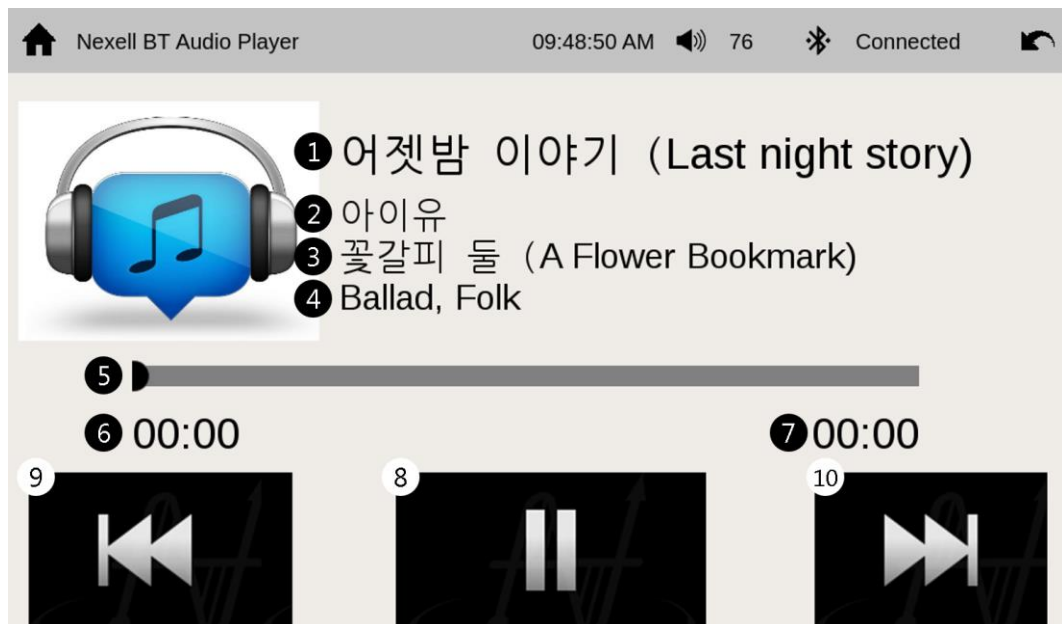 Nexell BT Audio Player 09:48:50 AM 76 Connected
1 어젯밤 이야기 (Last night story)
2 아이유
3 꽃갈피 둘 (A Flower Bookmark)
4 Ballad, Folk
5
6 00:00 7 00:00
9 8 10